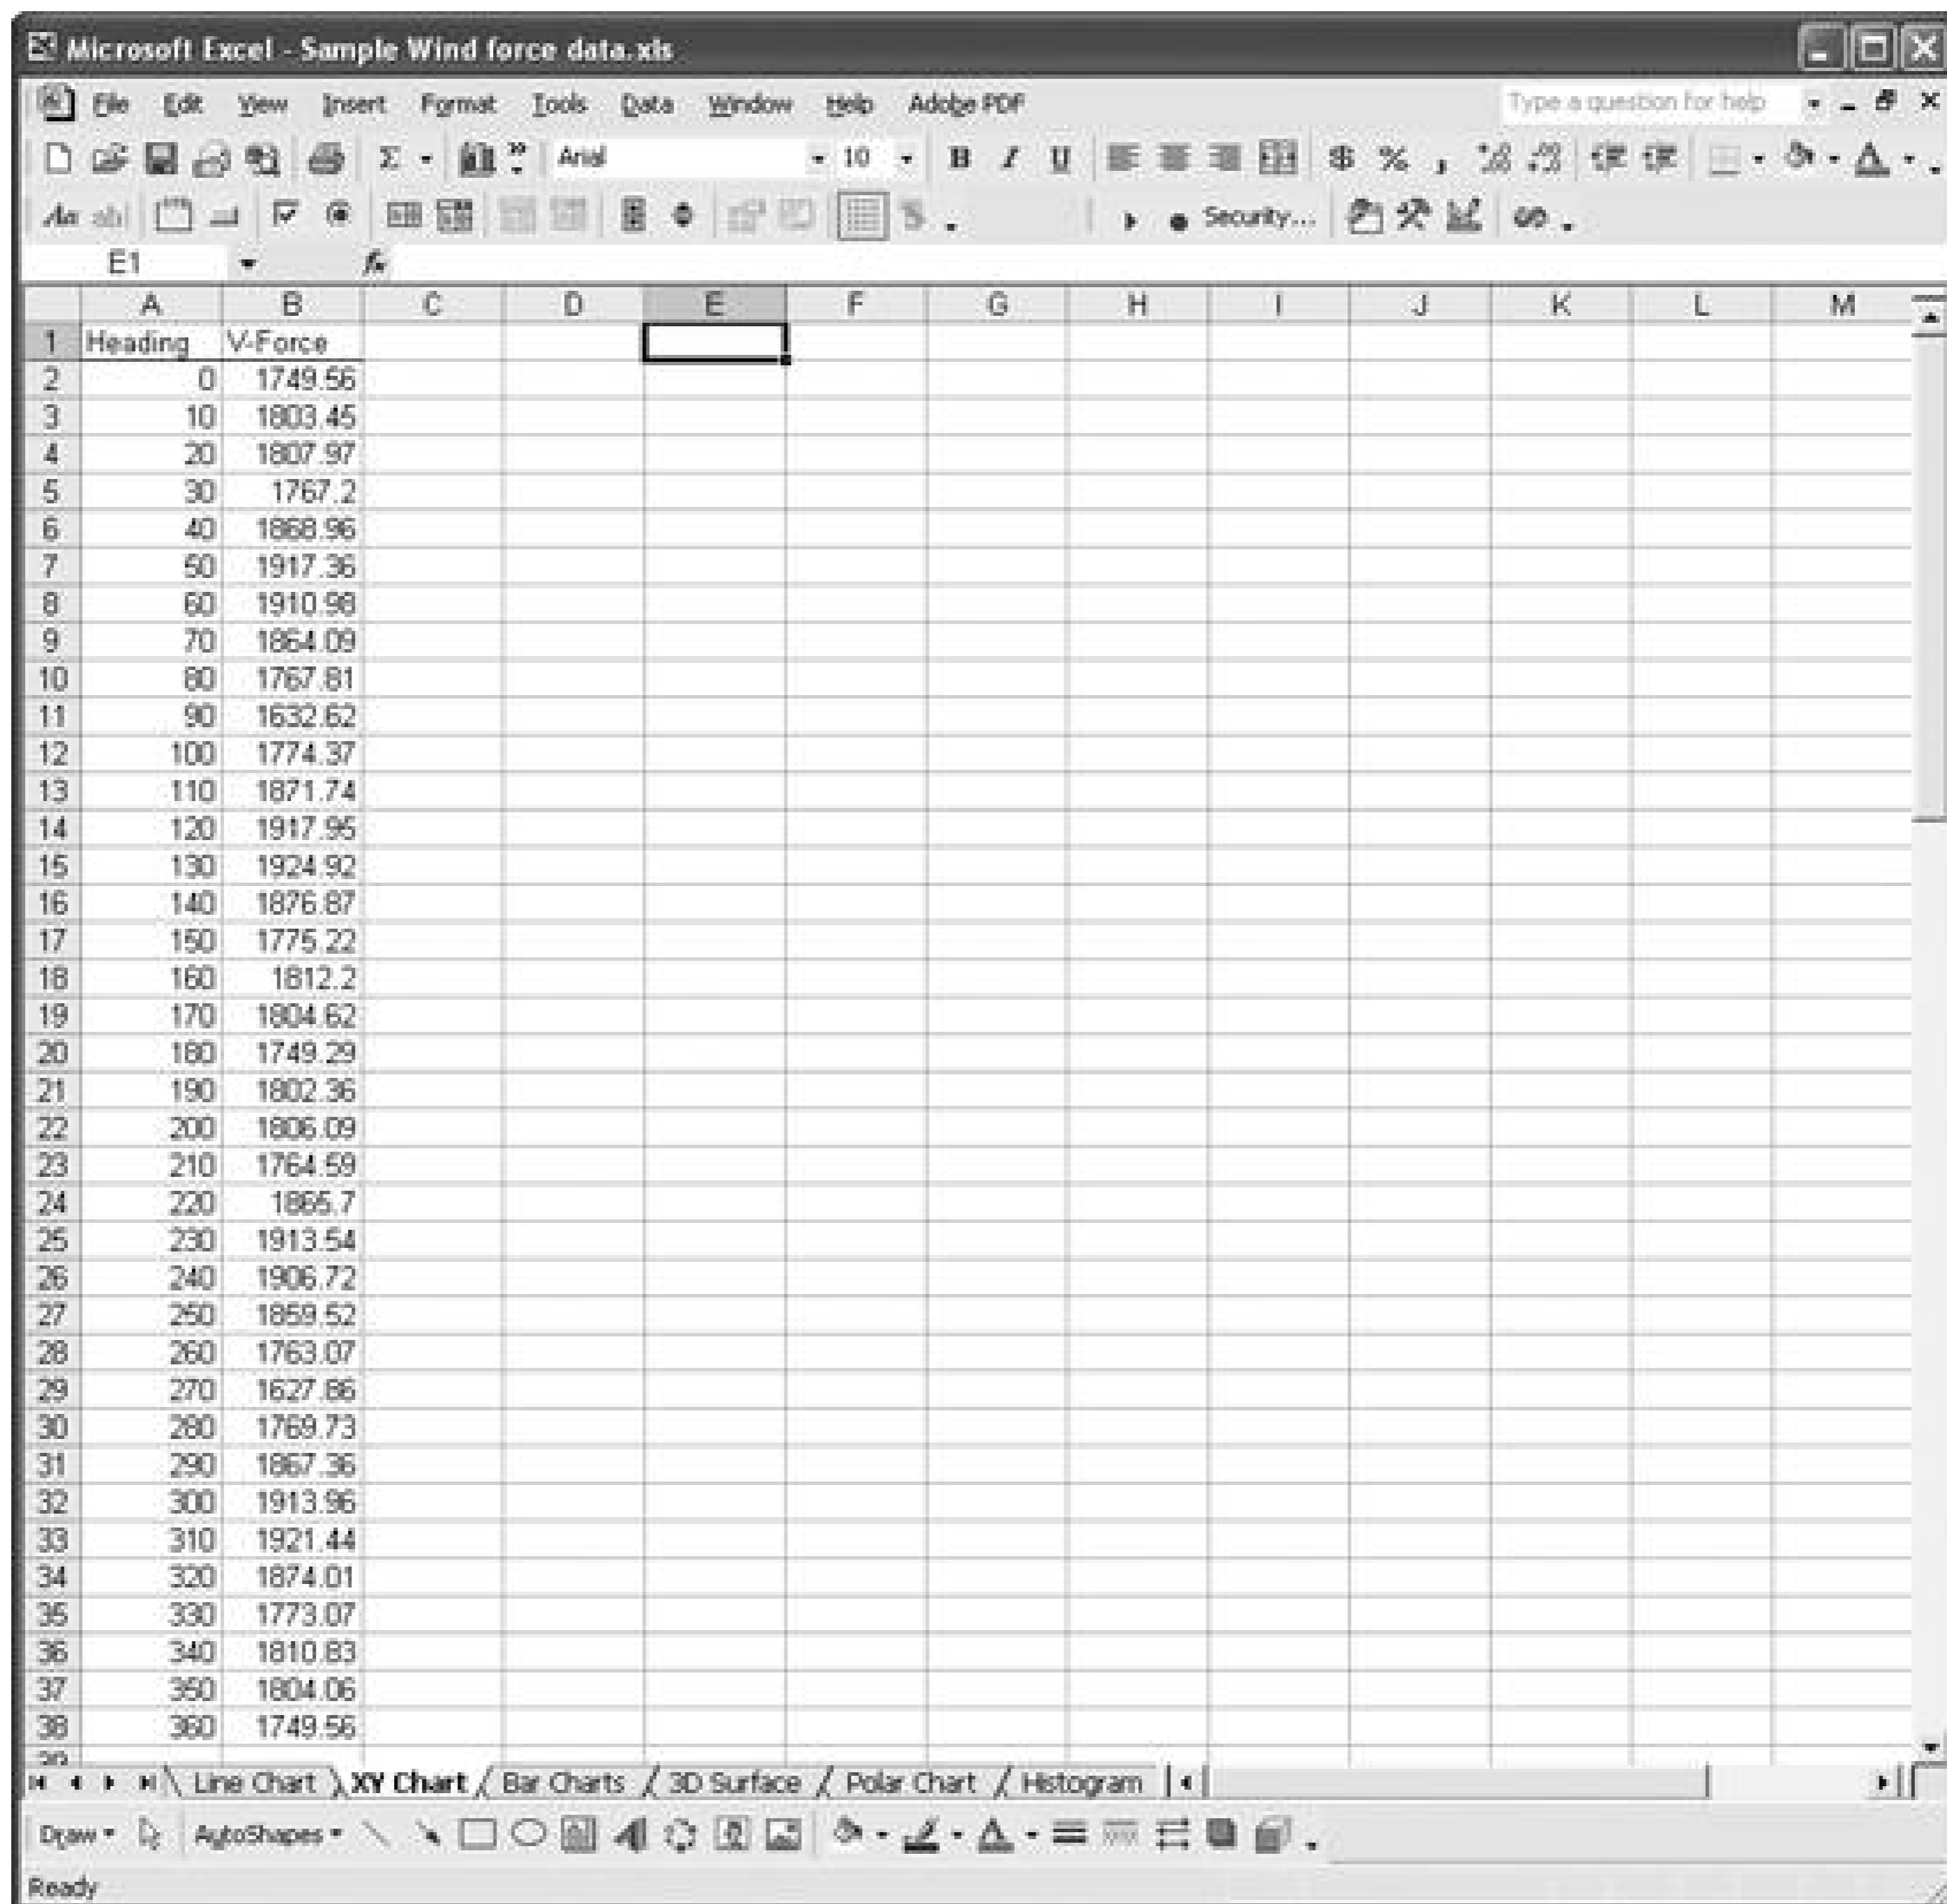 Microsoft Excel - Sample Wind force data.xls
File Edit View Insert Format Tools Data Window Help Adobe PDF Type a question for help
Arial 10 B I U $ % ,
Aa ab| Security...
E1 fx
A B C D E F G H I J K L M
1 Heading V-Force
2 0 1749.56
3 10 1803.45
4 20 1807.97
5 30 1767.2
6 40 1868.96
7 50 1917.36
8 60 1910.98
9 70 1864.09
10 80 1767.81
11 90 1632.62
12 100 1774.37
13 110 1871.74
14 120 1917.95
15 130 1924.92
16 140 1876.87
17 150 1775.22
18 160 1812.2
19 170 1804.62
20 180 1749.29
21 190 1802.36
22 200 1806.09
23 210 1764.59
24 220 1865.7
25 230 1913.54
26 240 1906.72
27 250 1859.52
28 260 1763.07
29 270 1627.86
30 280 1769.73
31 290 1867.36
32 300 1913.96
33 310 1921.44
34 320 1874.01
35 330 1773.07
36 340 1810.83
37 350 1804.06
38 360 1749.56
Line Chart XY Chart Bar Charts 3D Surface Polar Chart Histogram
Draw AutoShapes
Ready